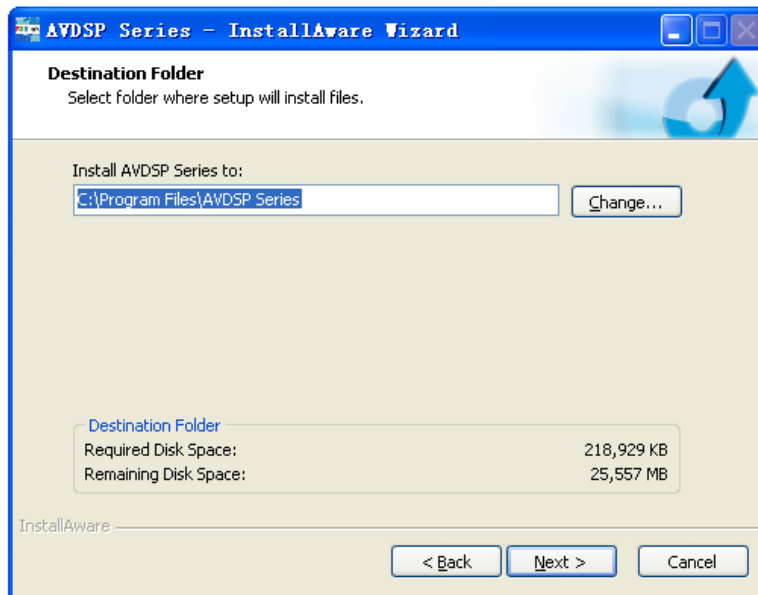 AVDSP Series - InstallAware Wizard
Destination Folder
Select folder where setup will install files.
Install AVDSP Series to:
C:\Program Files\AVDSP Series
Change...
Destination Folder
Required Disk Space: 218,929 KB
Remaining Disk Space: 25,557 MB
InstallAware
< Back Next > Cancel